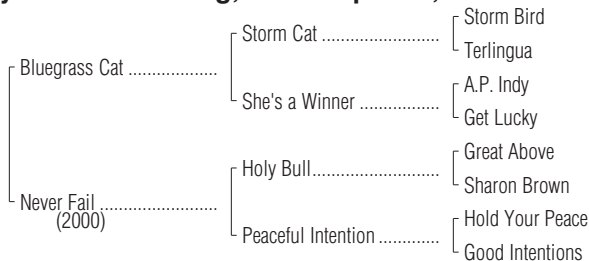 Storm Bird
Storm Cat ........................
Terlingua
Bluegrass Cat ..................
A.P. Indy
She's a Winner ................
Get Lucky
Great Above
Holy Bull.........................
Sharon Brown
Never Fail ........................
(2000)
Hold Your Peace
Peaceful Intention .............
Good Intentions